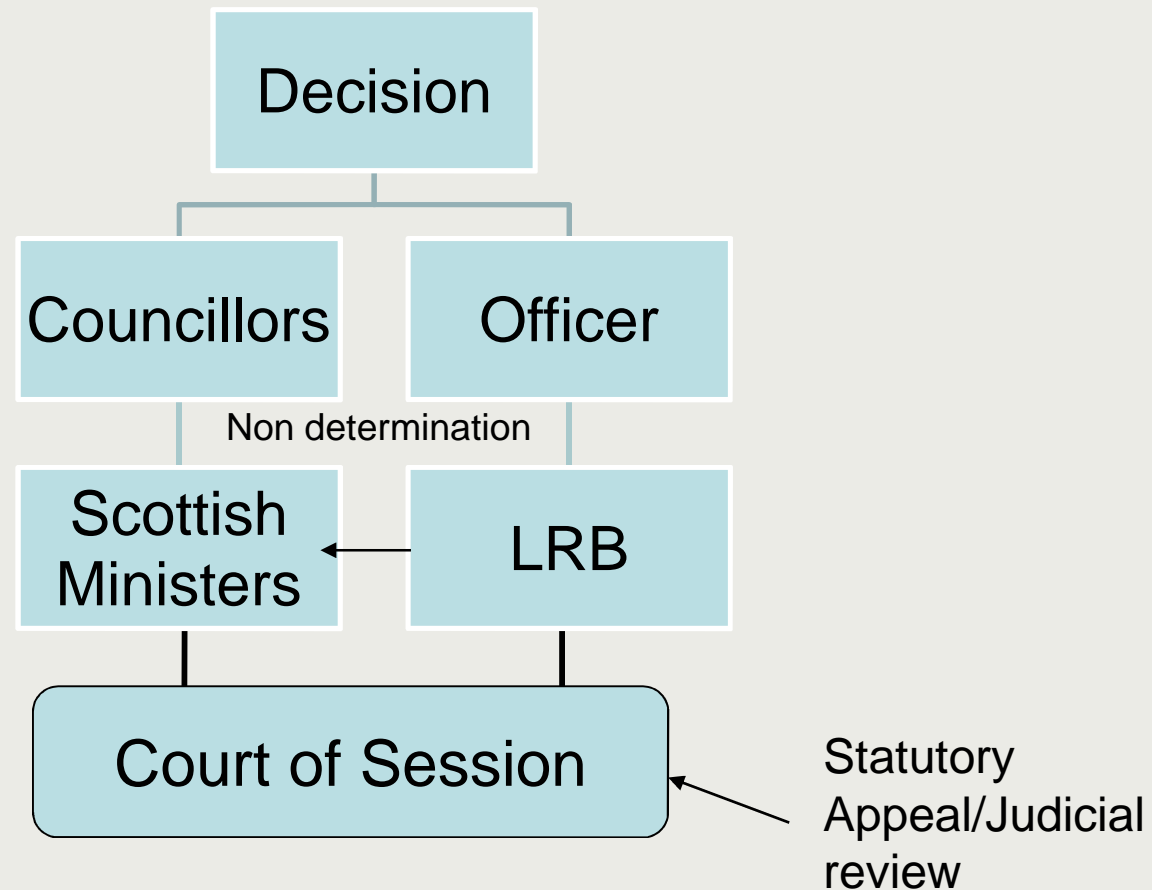 Decision
Councillors
Officer
Non determination
Scottish
Ministers
LRB
Court of Session
Statutory
Appeal/Judicial
review